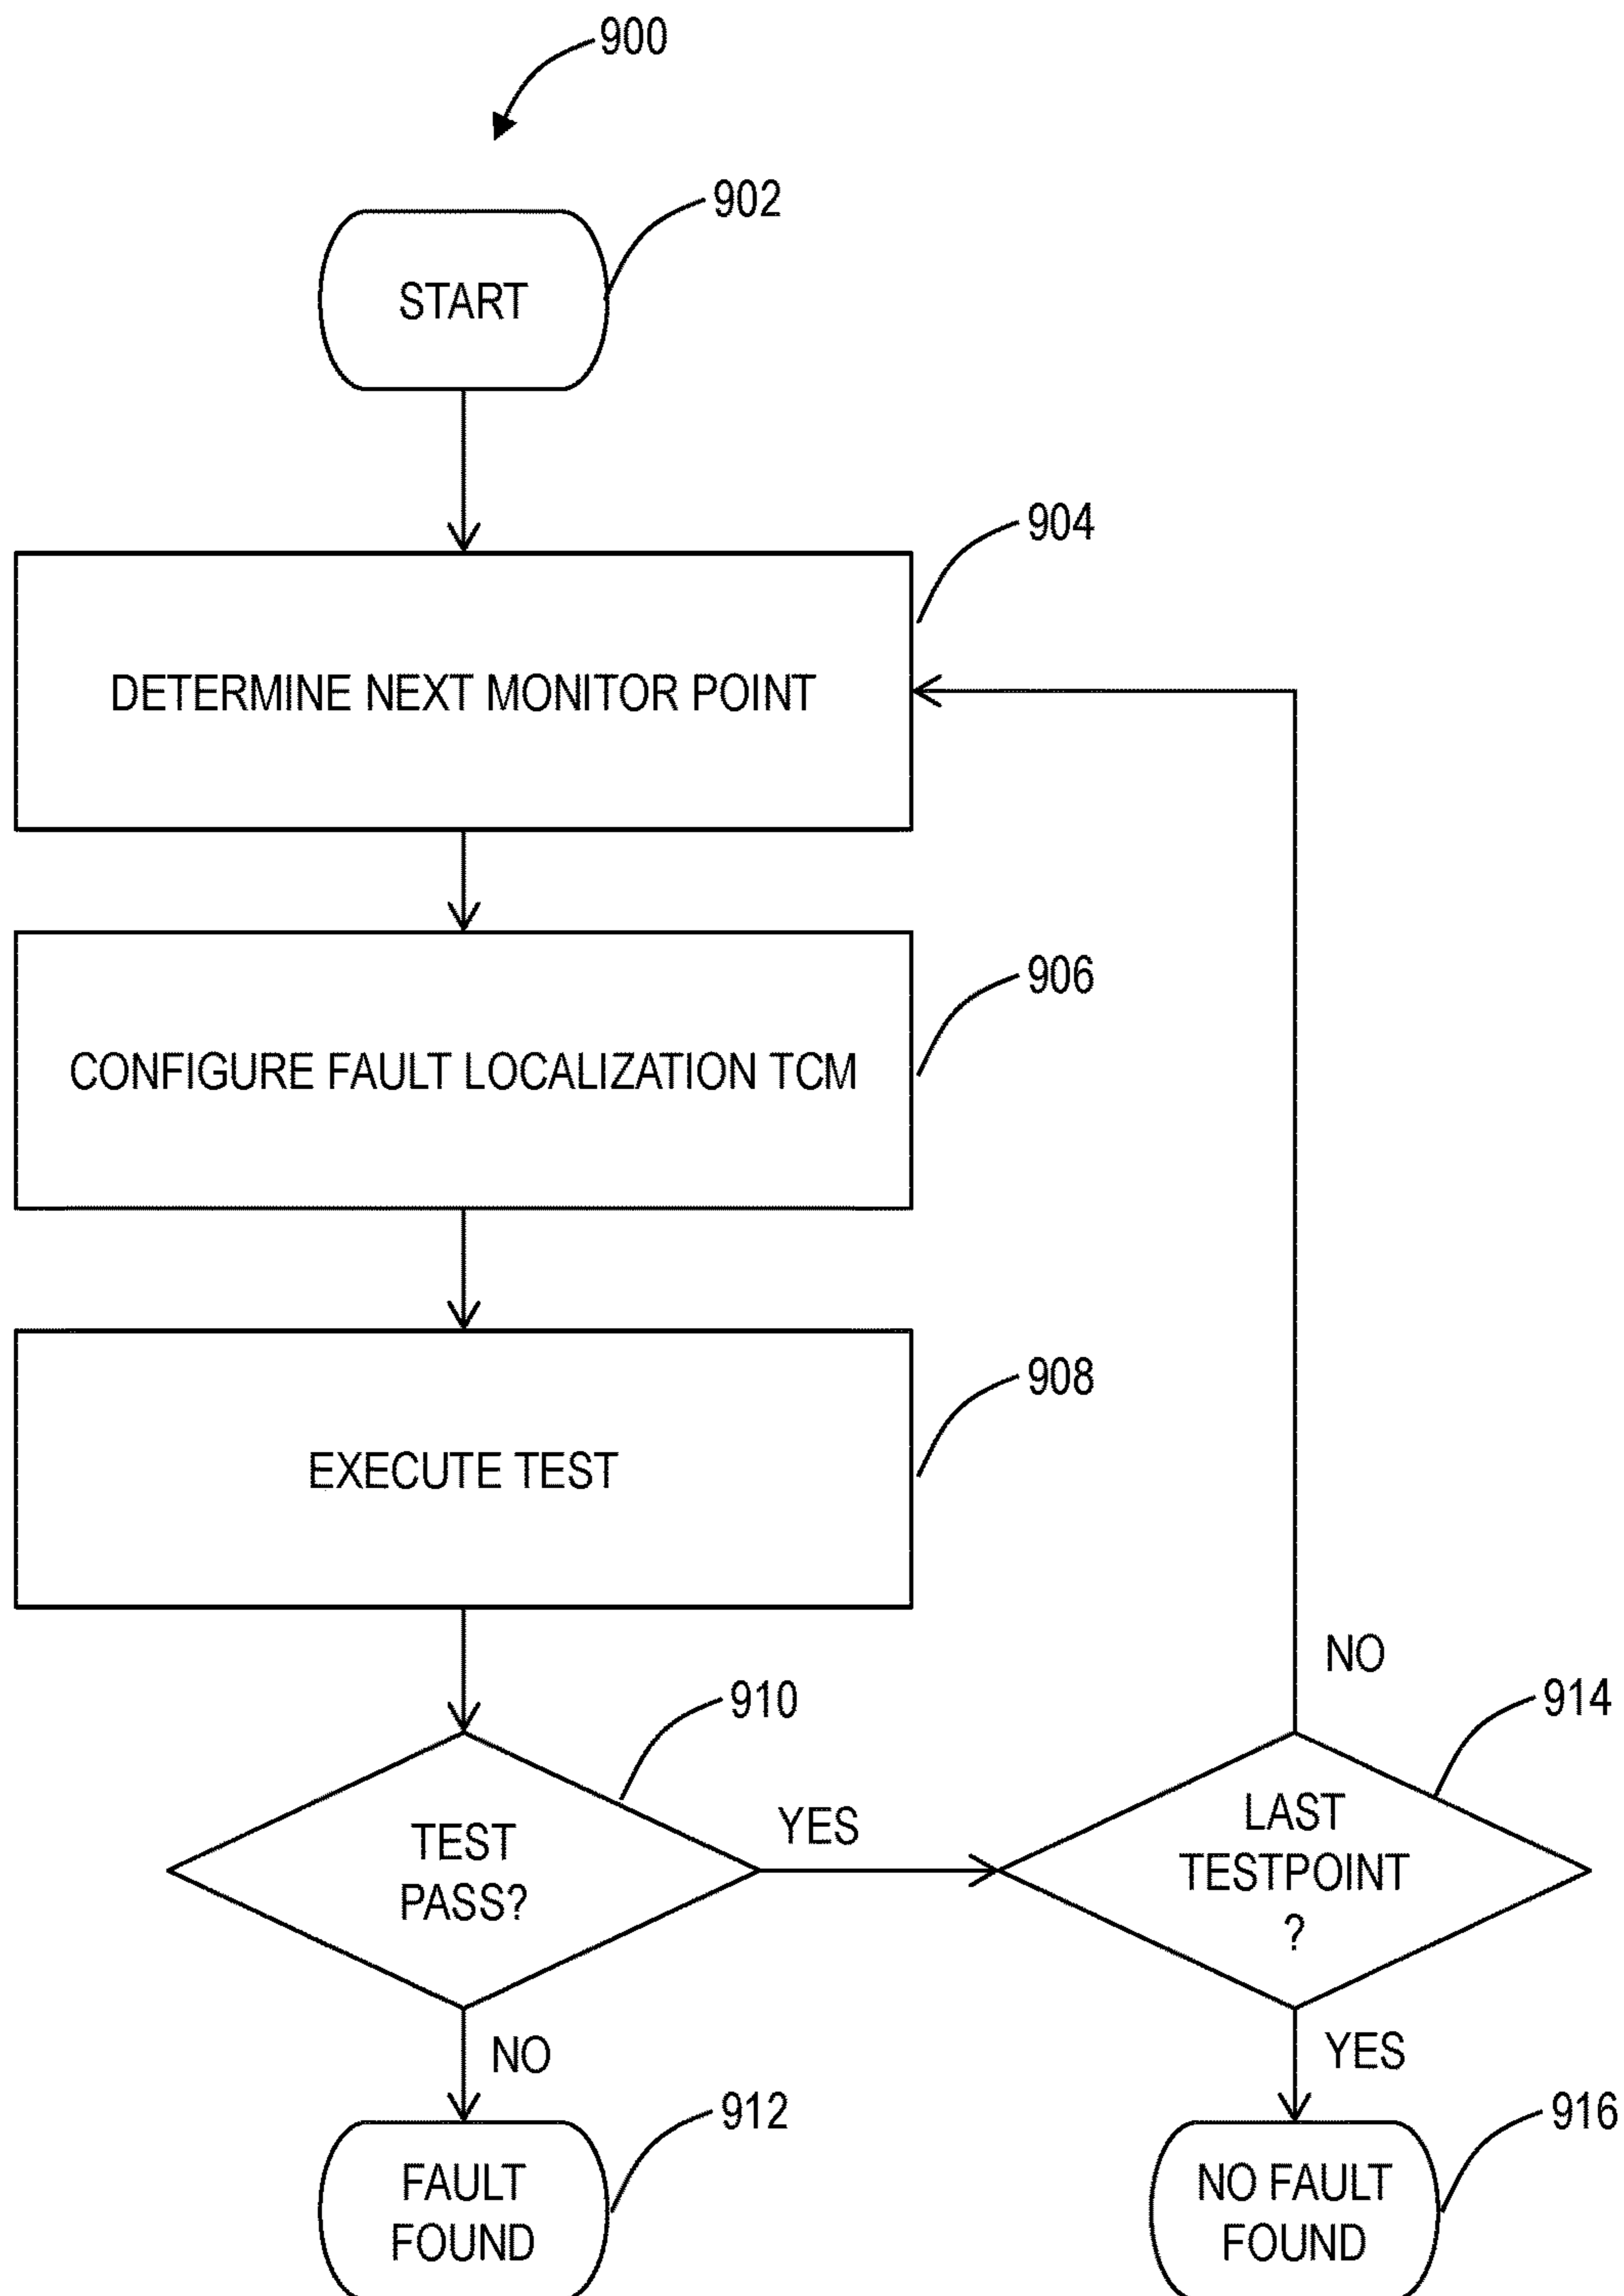 900
902
START
904
DETERMINE NEXT MONITOR POINT
906
CONFIGURE FAULT LOCALIZATION TCM
908
EXECUTE TEST
NO
910
914
TEST
PASS?
YES
LAST
TESTPOINT
?
NO
YES
912
916
FAULT
FOUND
NO FAULT
FOUND